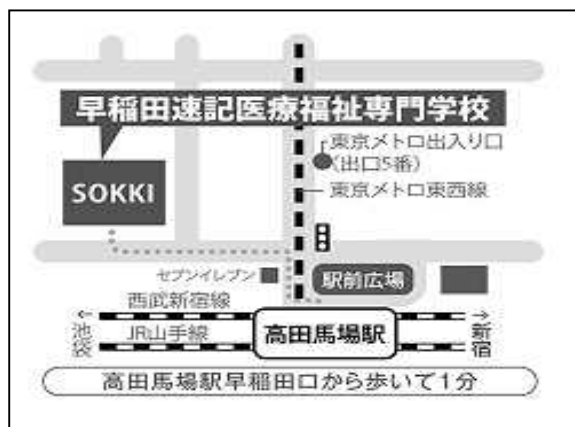 早稲田速記医療福祉専門学校
東京メトロ出入り口
(出口5番)
SOKKI
東京メトロ東西線
セブンイレブン
駅前広場
西武新宿線
←池袋
JR山手線
高田馬場駅
→新宿
高田馬場駅早稲田口から歩いて1分